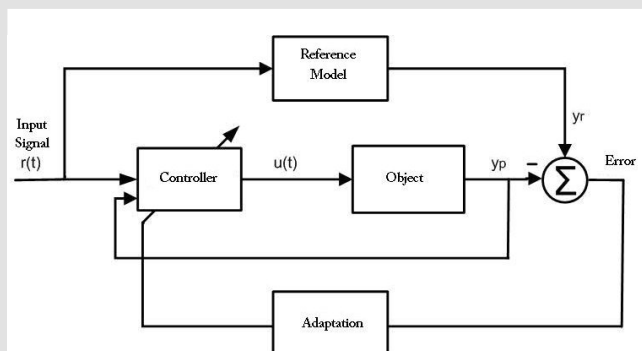 Reference
Model
yr
Input
Signal
r(t)
Controller
u(t)
Object
yp
−
Σ
Error
Adaptation